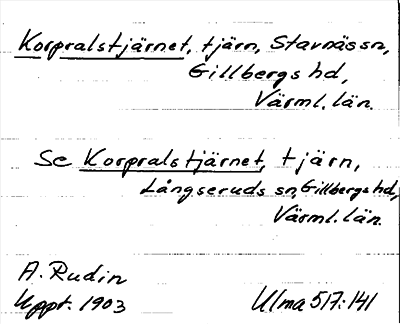 Korpralstjärnet, tjärn, Stavnäs sn,
Gillbergs hd,
Värml. län.
Se Korpralstjärnet, tjärn,
Långseruds sn, Gillbergs hd,
Värml. län.
A. Rudin
Uppt. 1903
Ulma 517:141